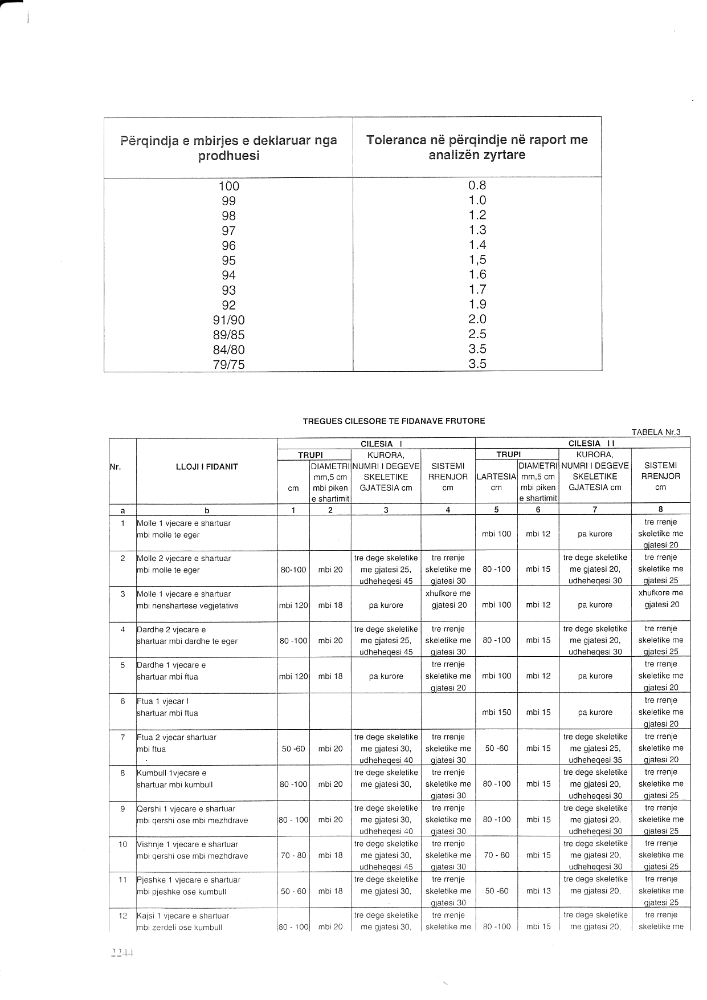 Përqindja e mbirjes e deklaruar nga prodhuesi
Toleranca në përqindje në raport me analizën zyrtare
100 0.8
99 1.0
98 1.2
97 1.3
96 1.4
95 1,5
94 1.6
93 1.7
92 1.9
91/90 2.0
89/85 2.5
84/80 3.5
79/75 3.5
TREGUES CILESORE TE FIDANAVE FRUTORE
TABELA Nr.3
CILESIA I CILESIA I I
TRUPI KURORA, TRUPI KURORA,
Nr. LLOJI I FIDANIT DIAMETRI NUMRI I DEGEVE SISTEMI DIAMETRI NUMRI I DEGEVE SISTEMI
mm,5 cm SKELETIKE RRENJOR LARTESIA mm,5 cm SKELETIKE RRENJOR
cm mbi piken GJATESIA cm cm cm mbi piken GJATESIA cm cm
e shartimit e shartimit
a b 1 2 3 4 5 6 7 8
1 Molle 1 vjecare e shartuar tre rrenje
mbi molle te eger mbi 100 mbi 12 pa kurore skeletike me
gjatesi 20
2 Molle 2 vjecare e shartuar tre dege skeletike tre rrenje tre dege skeletike tre rrenje
mbi molle te eger 80-100 mbi 20 me gjatesi 25, skeletike me 80 -100 mbi 15 me gjatesi 20, skeletike me
udheheqesi 45 gjatesi 30 udheheqesi 30 gjatesi 25
3 Molle 1 vjecare e shartuar xhufkore me xhufkore me
mbi nenshartese vegjetative mbi 120 mbi 18 pa kurore gjatesi 20 mbi 100 mbi 12 pa kurore gjatesi 20
4 Dardhe 2 vjecare e tre dege skeletike tre rrenje tre dege skeletike tre rrenje
shartuar mbi dardhe te eger 80 -100 mbi 20 me gjatesi 25, skeletike me 80 -100 mbi 15 me gjatesi 20, skeletike me
udheheqesi 45 gjatesi 30 udheheqesi 30 gjatesi 25
5 Dardhe 1 vjecare e tre rrenje tre rrenje
shartuar mbi ftua mbi 120 mbi 18 pa kurore skeletike me mbi 100 mbi 12 pa kurore skeletike me
gjatesi 20 gjatesi 20
6 Ftua 1 vjecar I tre rrenje
shartuar mbi ftua mbi 150 mbi 15 pa kurore skeletike me
gjatesi 20
7 Ftua 2 vjecar shartuar tre dege skeletike tre rrenje tre dege skeletike tre rrenje
mbi ftua 50 -60 mbi 20 me gjatesi 30, skeletike me 50 -60 mbi 15 me gjatesi 25, skeletike me
udheheqesi 40 gjatesi 30 udheheqesi 35 gjatesi 20
8 Kumbull 1vjecare e tre dege skeletike tre rrenje tre dege skeletike tre rrenje
shartuar mbi kumbull 80 -100 mbi 20 me gjatesi 30, skeletike me 80 -100 mbi 15 me gjatesi 20, skeletike me
gjatesi 30 udheheqesi 30 gjatesi 25
9 Qershi 1 vjecare e shartuar tre dege skeletike tre rrenje tre dege skeletike tre rrenje
mbi qershi ose mbi mezhdrave 80 - 100 mbi 20 me gjatesi 30, skeletike me 80 -100 mbi 15 me gjatesi 20, skeletike me
udheheqesi 40 gjatesi 30 udheheqesi 30 gjatesi 25
10 Vishnje 1 vjecare e shartuar tre dege skeletike tre rrenje tre dege skeletike tre rrenje
mbi qershi ose mbi mezhdrave 70 - 80 mbi 18 me gjatesi 30, skeletike me 70 - 80 mbi 15 me gjatesi 20, skeletike me
udheheqesi 45 gjatesi 30 udheheqesi 30 gjatesi 25
11 Pjeshke 1 vjecare e shartuar tre dege skeletike tre rrenje tre dege skeletike tre rrenje
mbi pjeshke ose kumbull 50 - 60 mbi 18 me gjatesi 30, skeletike me 50 -60 mbi 13 me gjatesi 20, skeletike me
gjatesi 30 gjatesi 25
12 Kajsi 1 vjecare e shartuar tre dege skeletike tre rrenje tre dege skeletike tre rrenje
mbi zerdeli ose kumbull 80 - 100 mbi 20 me gjatesi 30, skeletike me 80 -100 mbi 15 me gjatesi 20, skeletike me
2244